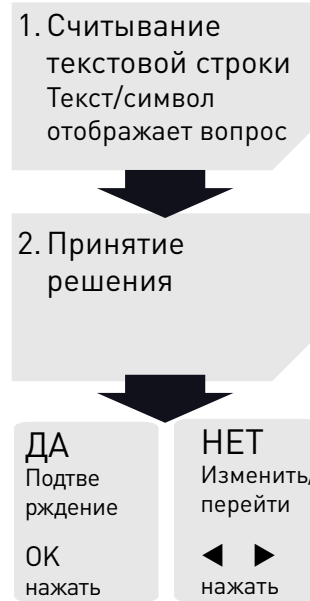 1. Считывание
текстовой строки
Текст/символ
отображает вопрос
2. Принятие
решения
ДА
Подтве
рждение
OK
нажать
НЕТ
Изменить/
перейти
◀ ▶
нажать